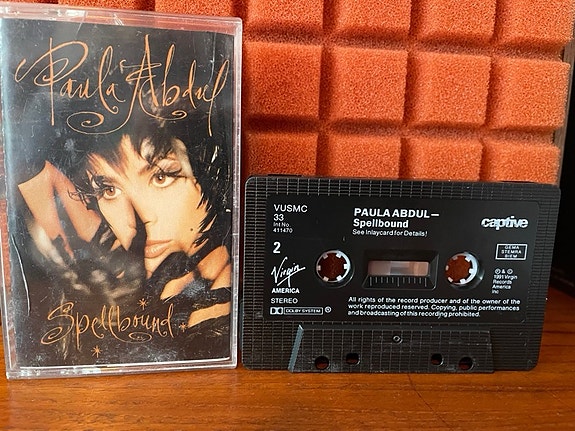 Paula Abdul
Spellbound
VUSMC
33
Int No
411470
2
Virgin
AMERICA
STEREO
DOLBY SYSTEM ®
PAULA ABDUL—
Spellbound
See Inlaycard for Details!
captive
GEMA
STEMRA
BIEM
℗ & ©
1991 Virgin
Records
America
Inc
All rights of the record producer and of the owner of the
work reproduced reserved. Copying, public performances
and broadcasting of this recording prohibited.